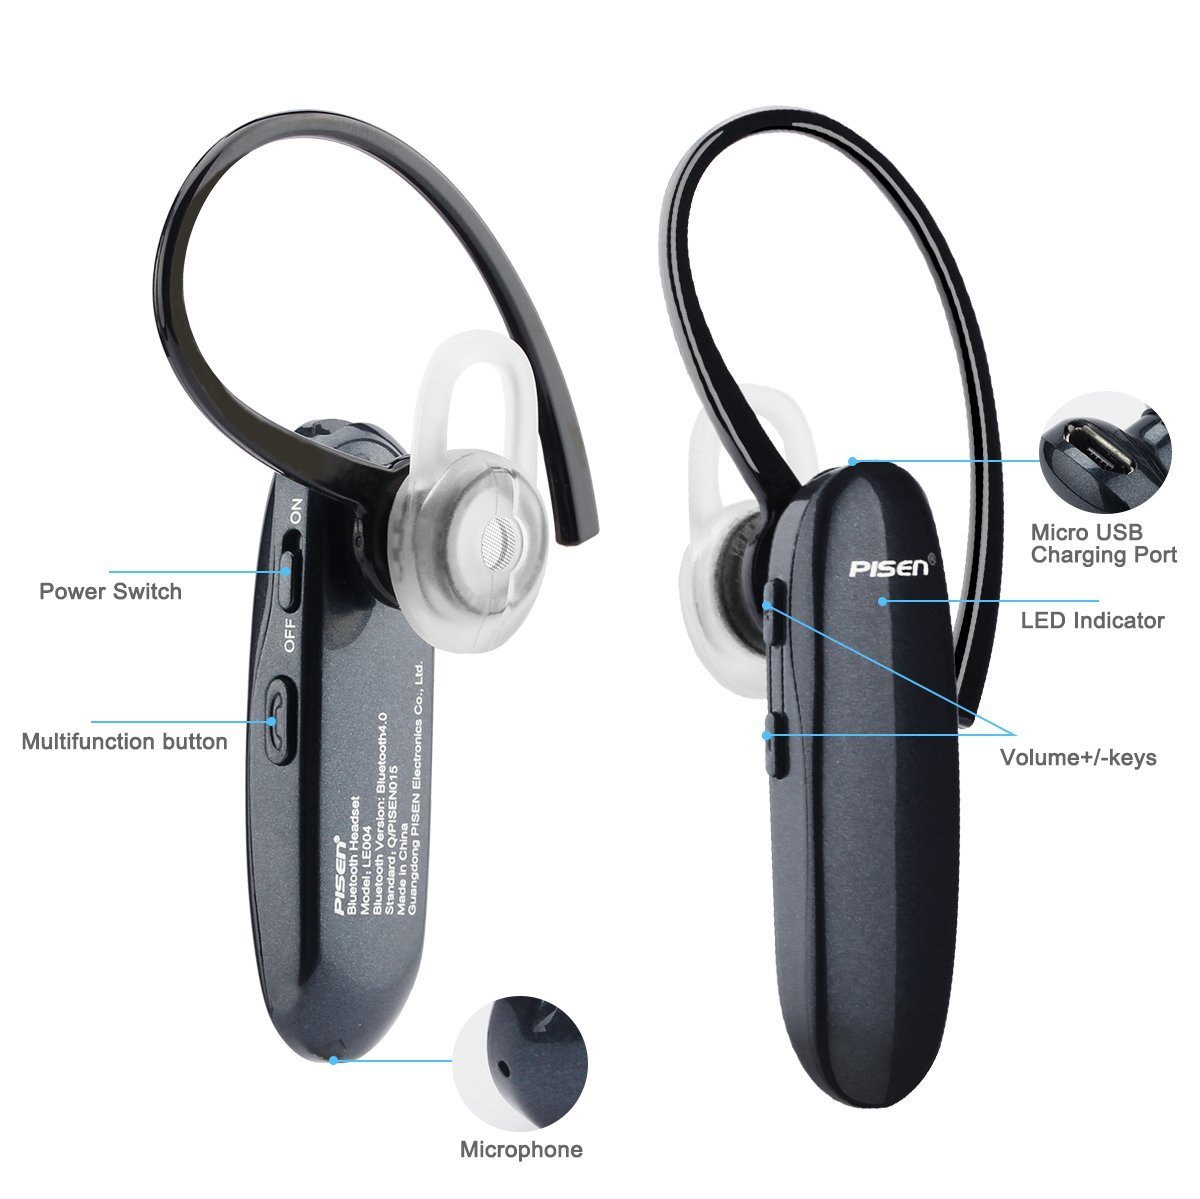 ON
OFF
Power Switch
Multifunction button
PISEN®
Bluetooth Headset
Model: LE004
Bluetooth Version: Bluetooth4.0
Standard: Q/PISEN015
Made in China
Guangdong PISEN Electronics Co., Ltd.
Microphone
PISEN®
Micro USB
Charging Port
LED Indicator
Volume+/-keys